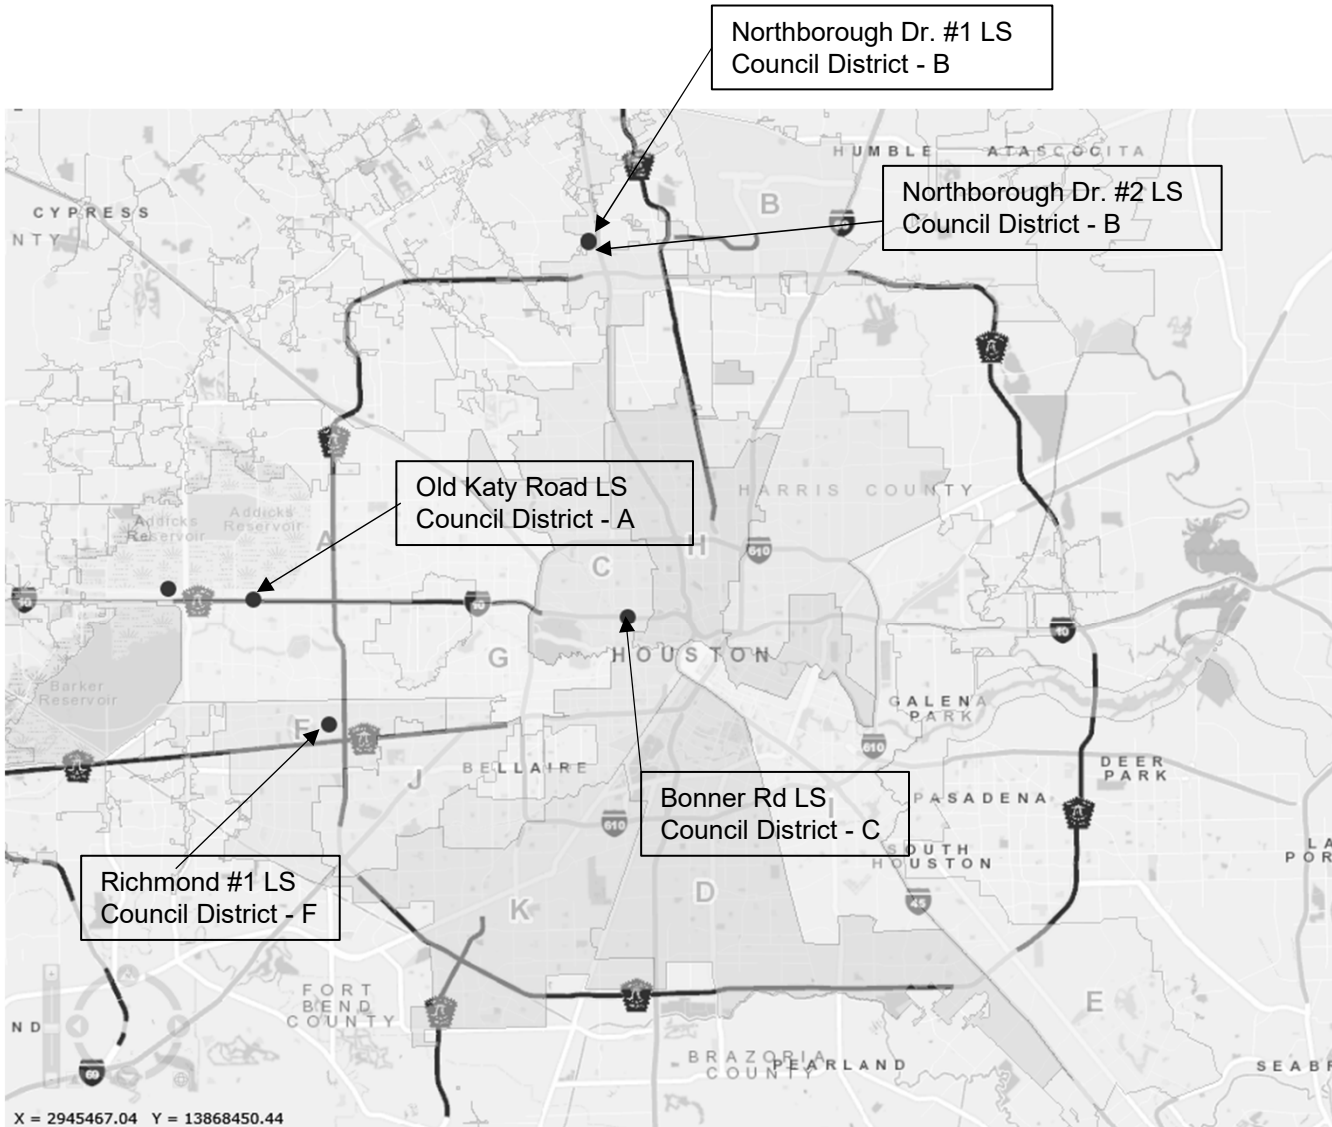 Northborough Dr. #1 LS
Council District - B
HUMBLE
ATASCOCITA
Northborough Dr. #2 LS
Council District - B
B
CYPRESS
NTY
Old Katy Road LS
Council District - A
HARRIS COUNTY
Addicks
Reservoir
Addicks
Reservoir
A
C
H
610
10
10
10
G
HOUSTON
Barker
Reservoir
GALENA
PARK
F
610
J
BELLAIRE
DEER
PARK
Bonner Rd LS
Council District - C
PASADENA
I
610
SOUTH
HOUSTON
LA
POR
Richmond #1 LS
Council District - F
K
D
45
FORT
BEND
COUNTY
E
ND
BRAZORIA
COUNTY
PEARLAND
SEABR
69
X = 2945467.04 Y = 13868450.44